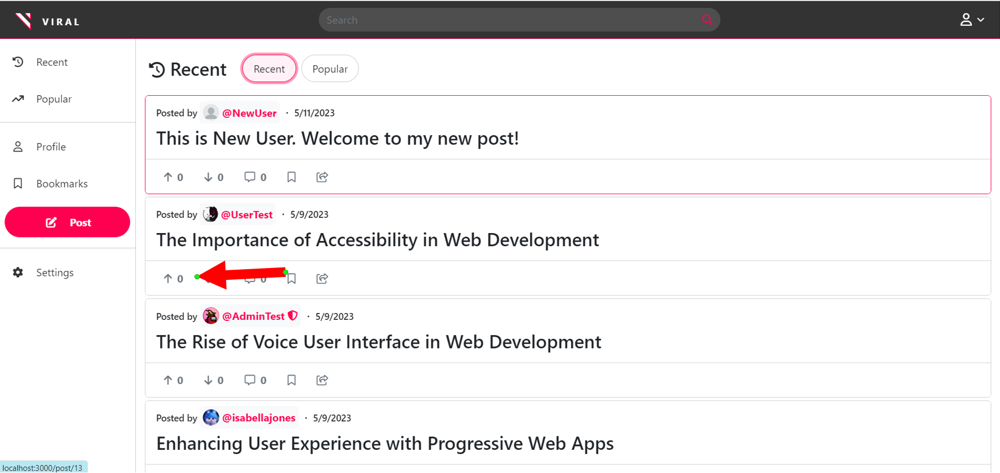 VIRAL
Search
Recent
Popular
Profile
Bookmarks
Post
Settings
Recent
Recent
Popular
Posted by @NewUser · 5/11/2023
This is New User. Welcome to my new post!
0 0 0
Posted by @UserTest · 5/9/2023
The Importance of Accessibility in Web Development
0 0
Posted by @AdminTest · 5/9/2023
The Rise of Voice User Interface in Web Development
0 0 0
Posted by @isabellajones · 5/9/2023
Enhancing User Experience with Progressive Web Apps
localhost:3000/post/13